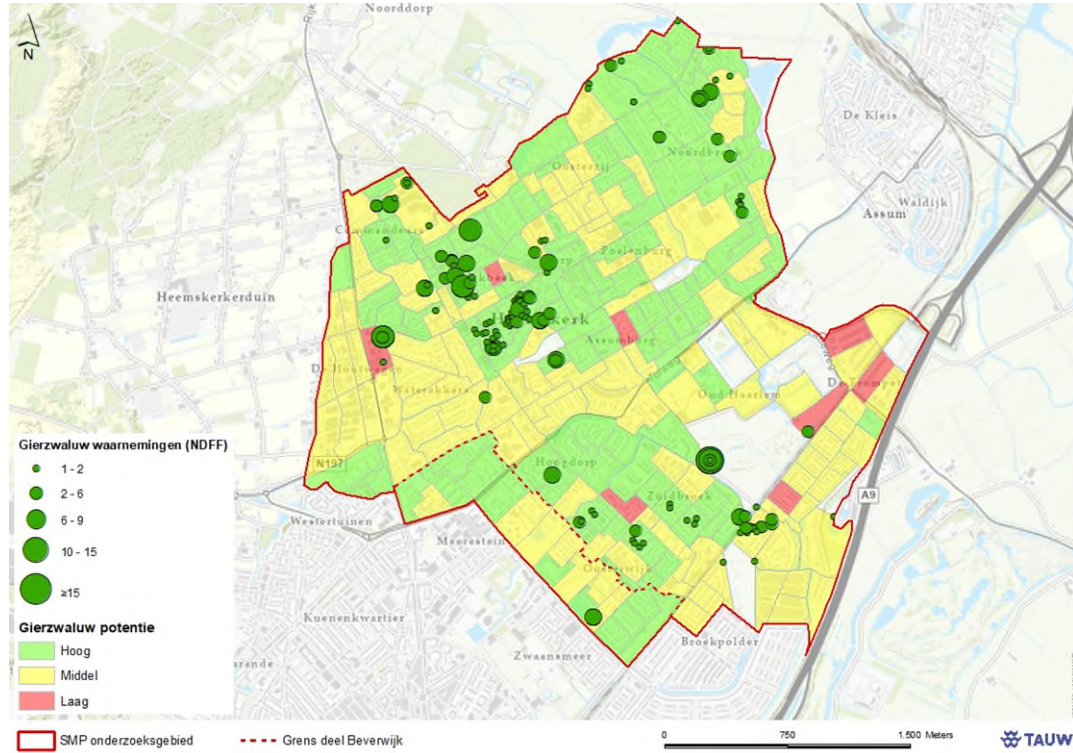 Noorddorp
N
De Kleis
Noordbroek
Oosterzij
Assum
Waldijk
Commandeurs
Poelenburg
Heemskerkerduin
Assumburg
De Trompet
De Houtwegen
Waterakkers
Oud Haarlem
Gierzwaluw waarnemingen (NDFF)
1 - 2
2 - 6
6 - 9
10 - 15
≥15
N197
Hoogdorp
Zuidbroek
A9
Westertuinen
Meerestein
Oosterwijk
Kuenenkwartier
Gierzwaluw potentie
Hoog
Middel
Laag
Broekpolder
Zwaansmeer
SMP onderzoeksgebied
Grens deel Beverwijk
0 750 1.500 Meters
TAUW